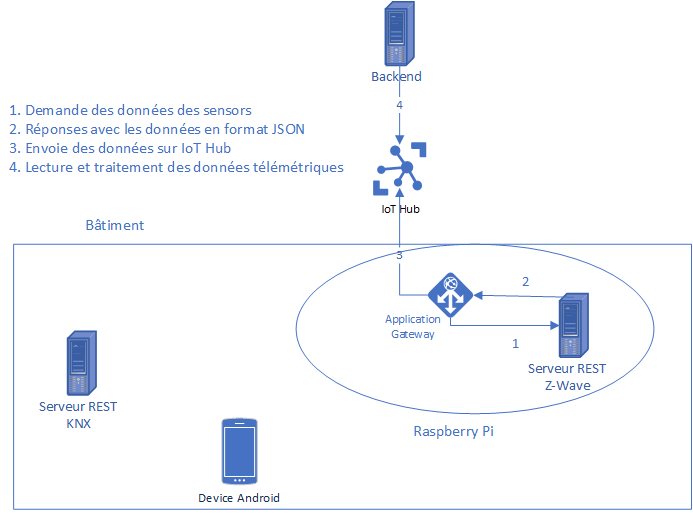 Backend
4
1. Demande des données des sensors
2. Réponses avec les données en format JSON
3. Envoie des données sur IoT Hub
4. Lecture et traitement des données télémétriques
IoT Hub
Bâtiment
3
2
Application
Gateway
1
Serveur REST
Z-Wave
Serveur REST
KNX
Raspberry Pi
Device Android